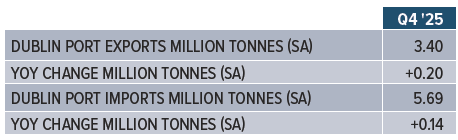 Q4 '25
DUBLIN PORT EXPORTS MILLION TONNES (SA) 3.40
YOY CHANGE MILLION TONNES (SA) +0.20
DUBLIN PORT IMPORTS MILLION TONNES (SA) 5.69
YOY CHANGE MILLION TONNES (SA) +0.14